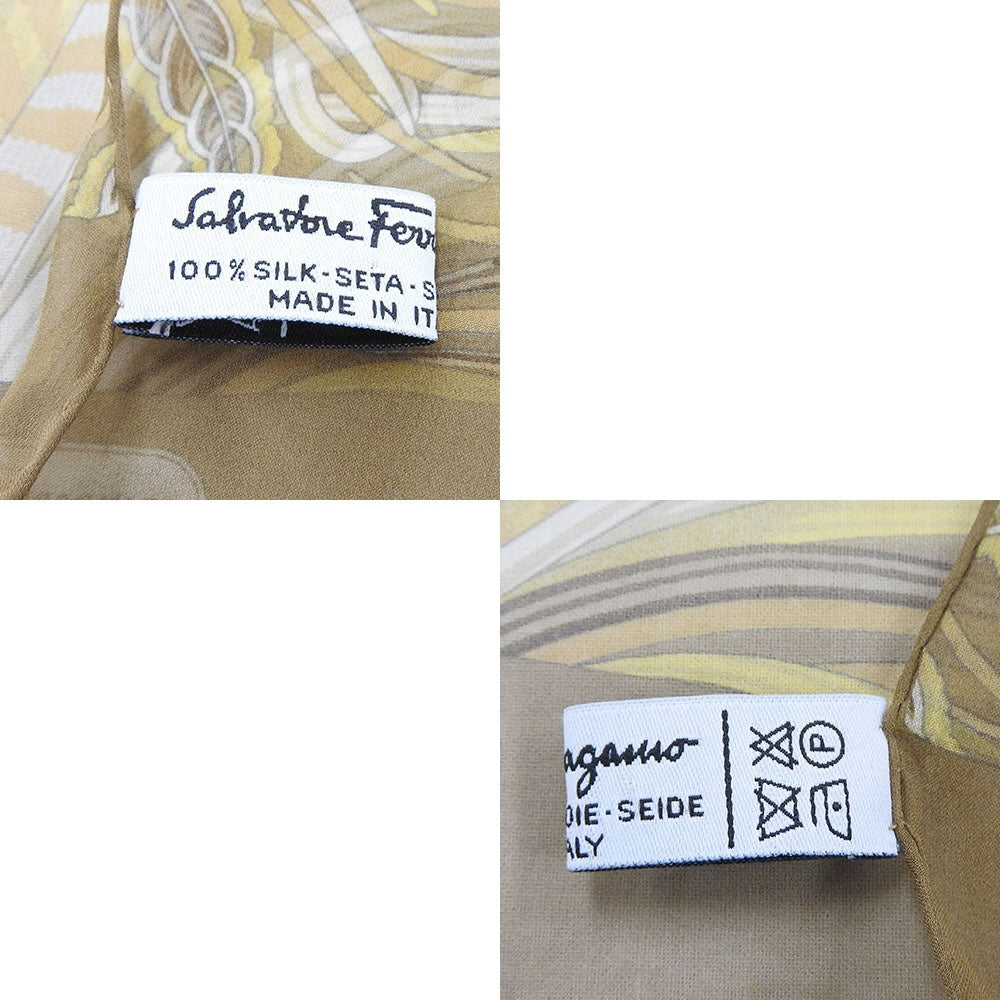 Salvatore Ferr
100% SILK-SETA-S
MADE IN IT
agamo
OIE-SEIDE
ALY
P